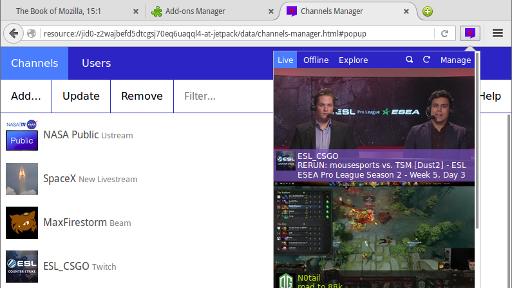 The Book of Mozilla, 15:1
Add-ons Manager
Channels Manager
resource://jid0-z2wajbefd5dtcgsj70eq6uaqql4-at-jetpack/data/channels-manager.html#popup
Channels
Users
Live
Offline
Explore
Manage
Add...
Update
Remove
Filter...
Help
NASA Public Ustream
SpaceX New Livestream
MaxFirestorm Beam
ESL_CSGO Twitch
Public
ESL
COUNTER STRIKE
ESL Pro League ESEA
ESL_CSGO
RERUN: mousesports vs. TSM [Dust2] - ESL
ESEA Pro League Season 2 - Week 5, Day 3
N0tail
road to 8Bk